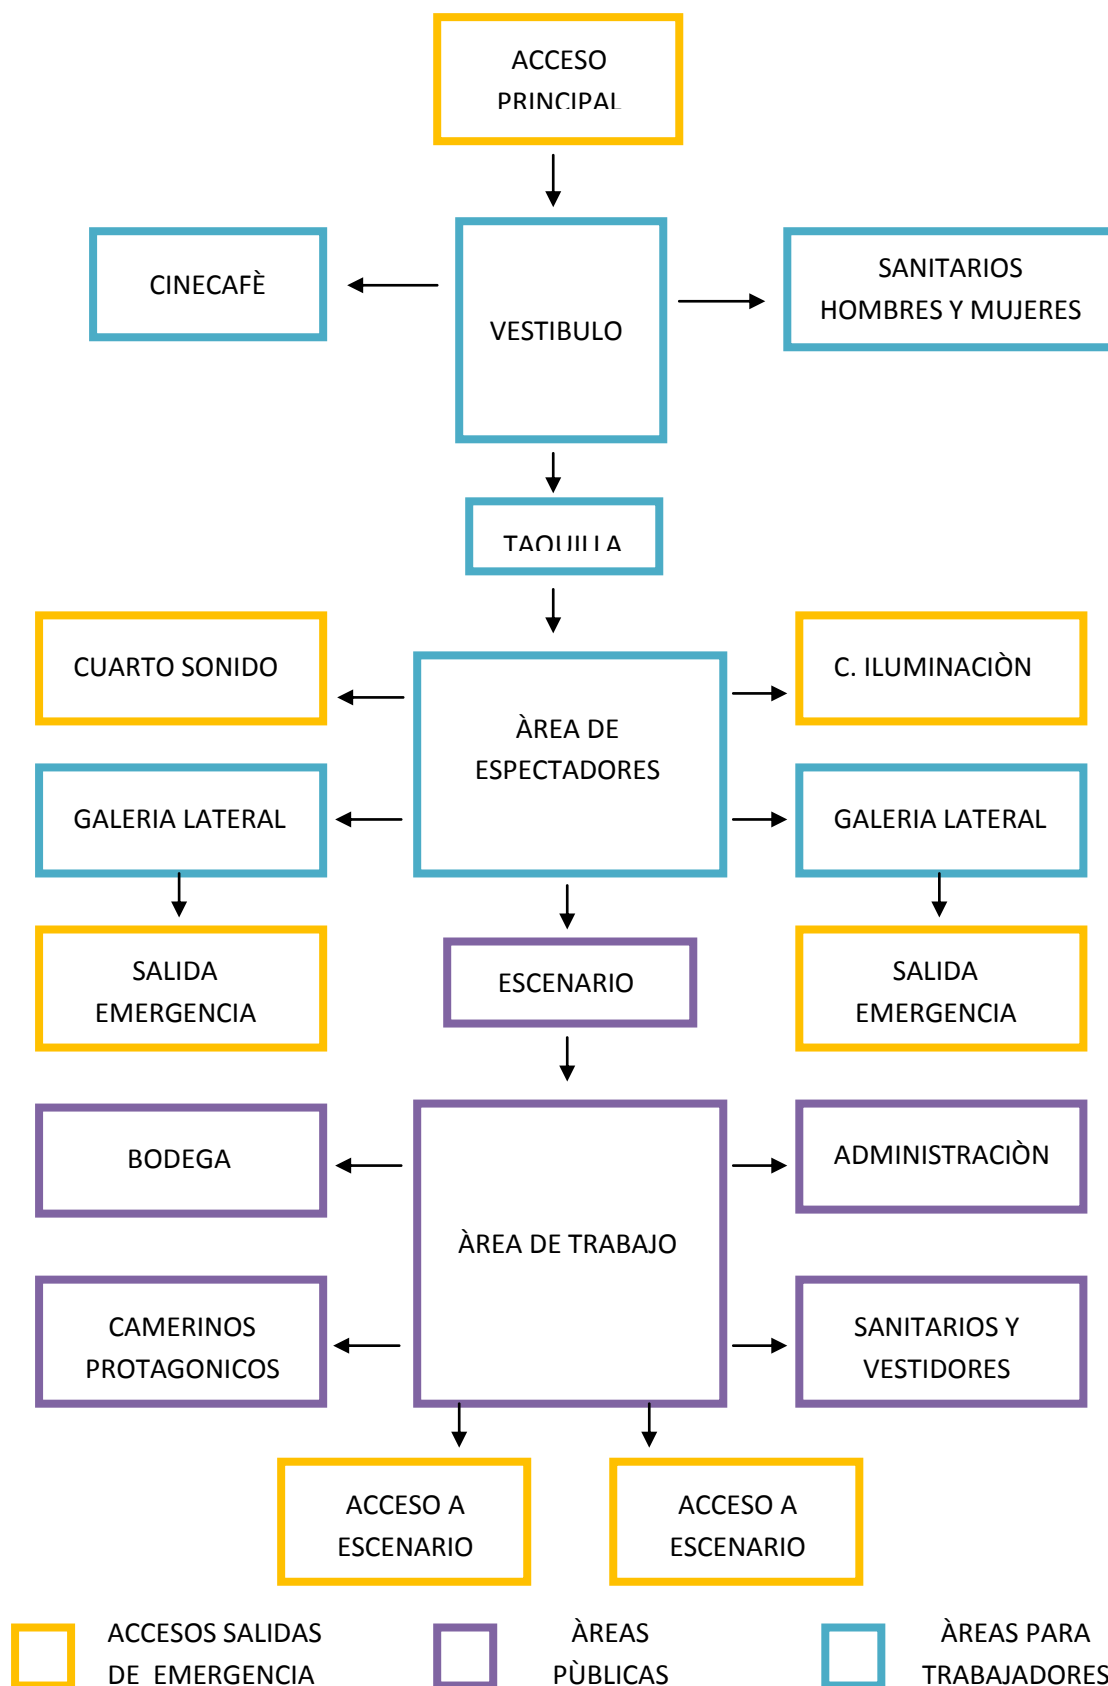 ACCESO
PRINCIPAL
CINECAFÈ
VESTIBULO
SANITARIOS
HOMBRES Y MUJERES
TAQUILLA
CUARTO SONIDO
C. ILUMINACIÒN
ÀREA DE
ESPECTADORES
GALERIA LATERAL
GALERIA LATERAL
SALIDA
EMERGENCIA
ESCENARIO
SALIDA
EMERGENCIA
BODEGA
ADMINISTRACIÒN
ÀREA DE TRABAJO
CAMERINOS
PROTAGONICOS
SANITARIOS Y
VESTIDORES
ACCESO A
ESCENARIO
ACCESO A
ESCENARIO
ACCESOS SALIDAS
DE EMERGENCIA
ÀREAS
PÙBLICAS
ÀREAS PARA
TRABAJADORES